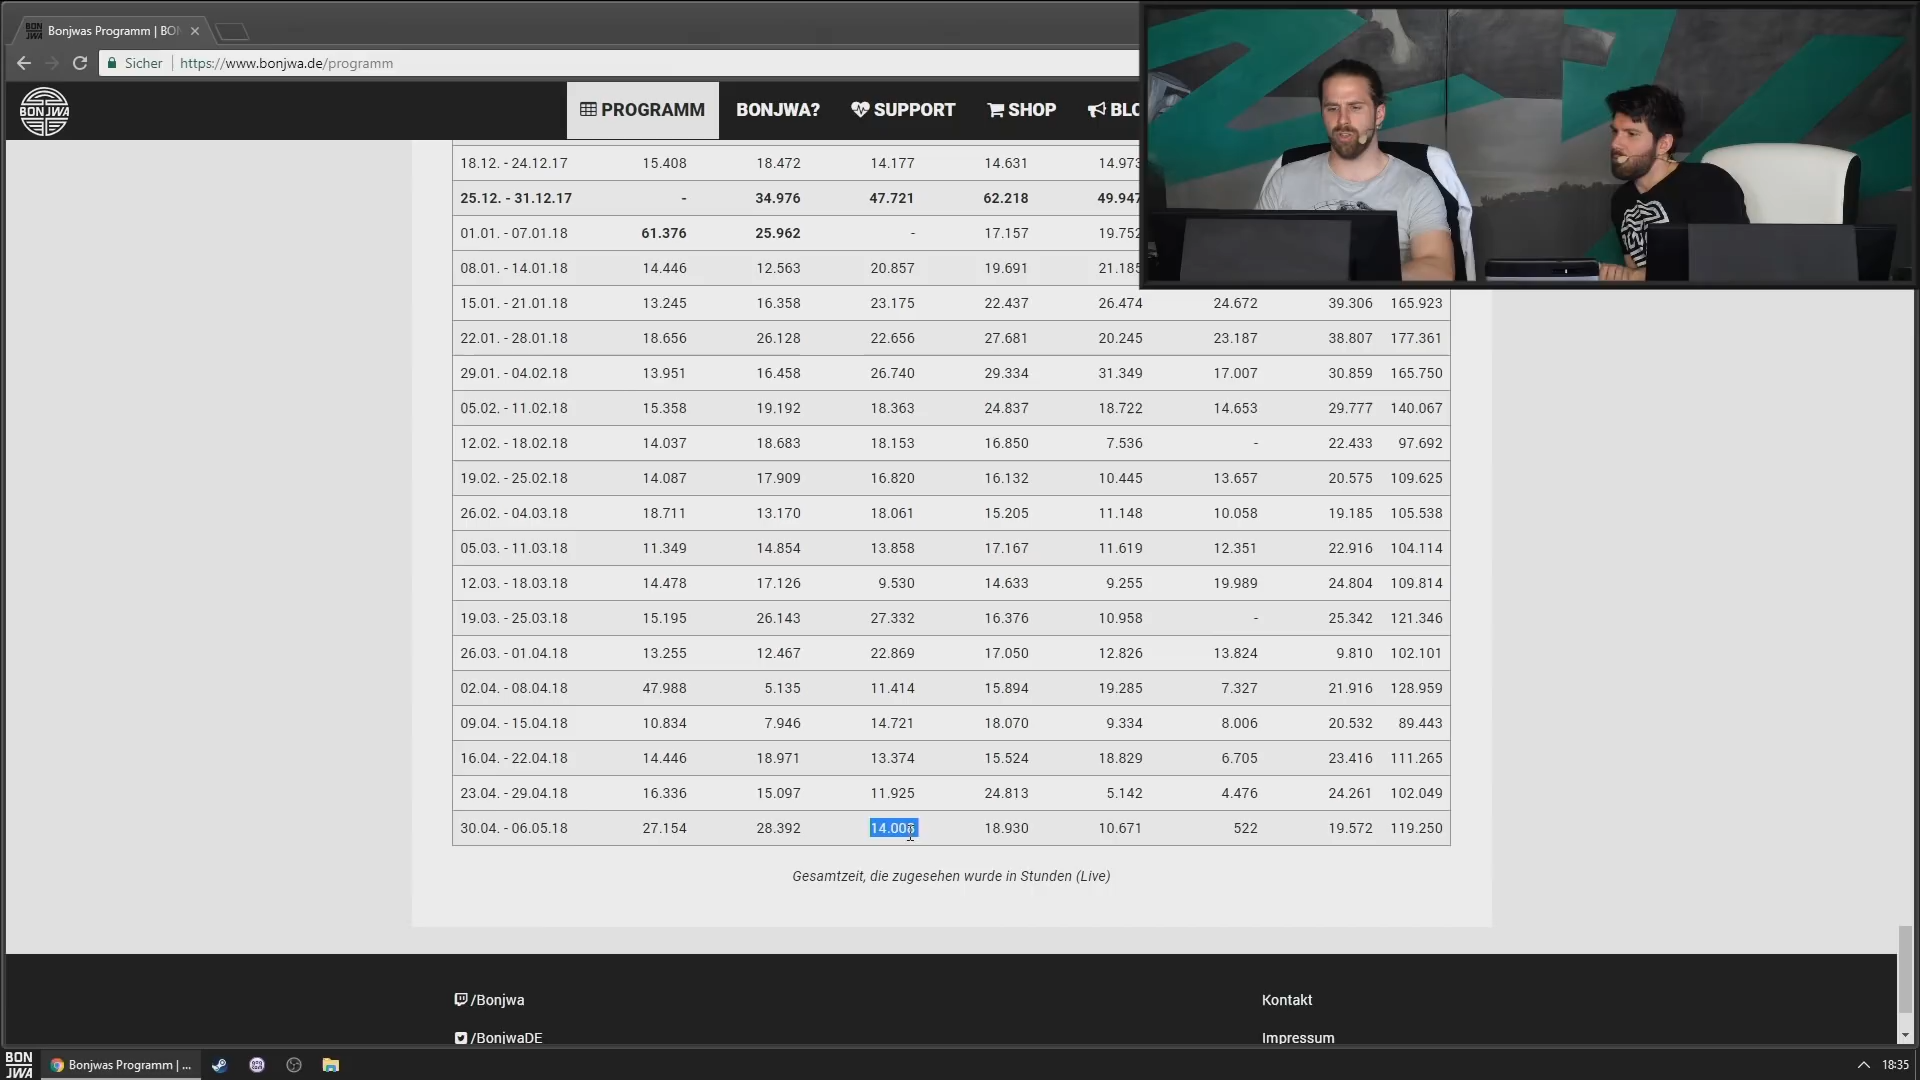 Bonjwas Programm | BO
Sicher
https://www.bonjwa.de/programm
BONJWA
PROGRAMM BONJWA? SUPPORT SHOP BLO
18.12. - 24.12.17 15.408 18.472 14.177 14.631 14.973
25.12. - 31.12.17 - 34.976 47.721 62.218 49.947
01.01. - 07.01.18 61.376 25.962 - 17.157 19.752
08.01. - 14.01.18 14.446 12.563 20.857 19.691 21.185
15.01. - 21.01.18 13.245 16.358 23.175 22.437 26.474 24.672 39.306 165.923
22.01. - 28.01.18 18.656 26.128 22.656 27.681 20.245 23.187 38.807 177.361
29.01. - 04.02.18 13.951 16.458 26.740 29.334 31.349 17.007 30.859 165.750
05.02. - 11.02.18 15.358 19.192 18.363 24.837 18.722 14.653 29.777 140.067
12.02. - 18.02.18 14.037 18.683 18.153 16.850 7.536 - 22.433 97.692
19.02. - 25.02.18 14.087 17.909 16.820 16.132 10.445 13.657 20.575 109.625
26.02. - 04.03.18 18.711 13.170 18.061 15.205 11.148 10.058 19.185 105.538
05.03. - 11.03.18 11.349 14.854 13.858 17.167 11.619 12.351 22.916 104.114
12.03. - 18.03.18 14.478 17.126 9.530 14.633 9.255 19.989 24.804 109.814
19.03. - 25.03.18 15.195 26.143 27.332 16.376 10.958 - 25.342 121.346
26.03. - 01.04.18 13.255 12.467 22.869 17.050 12.826 13.824 9.810 102.101
02.04. - 08.04.18 47.988 5.135 11.414 15.894 19.285 7.327 21.916 128.959
09.04. - 15.04.18 10.834 7.946 14.721 18.070 9.334 8.006 20.532 89.443
16.04. - 22.04.18 14.446 18.971 13.374 15.524 18.829 6.705 23.416 111.265
23.04. - 29.04.18 16.336 15.097 11.925 24.813 5.142 4.476 24.261 102.049
30.04. - 06.05.18 27.154 28.392 18.930 10.671 522 19.572 119.250
Gesamtzeit, die zugesehen wurde in Stunden (Live)
/Bonjwa
Kontakt
/BonjwaDE
Impressum
BON
JWA
Bonjwas Programm | ...
18:35